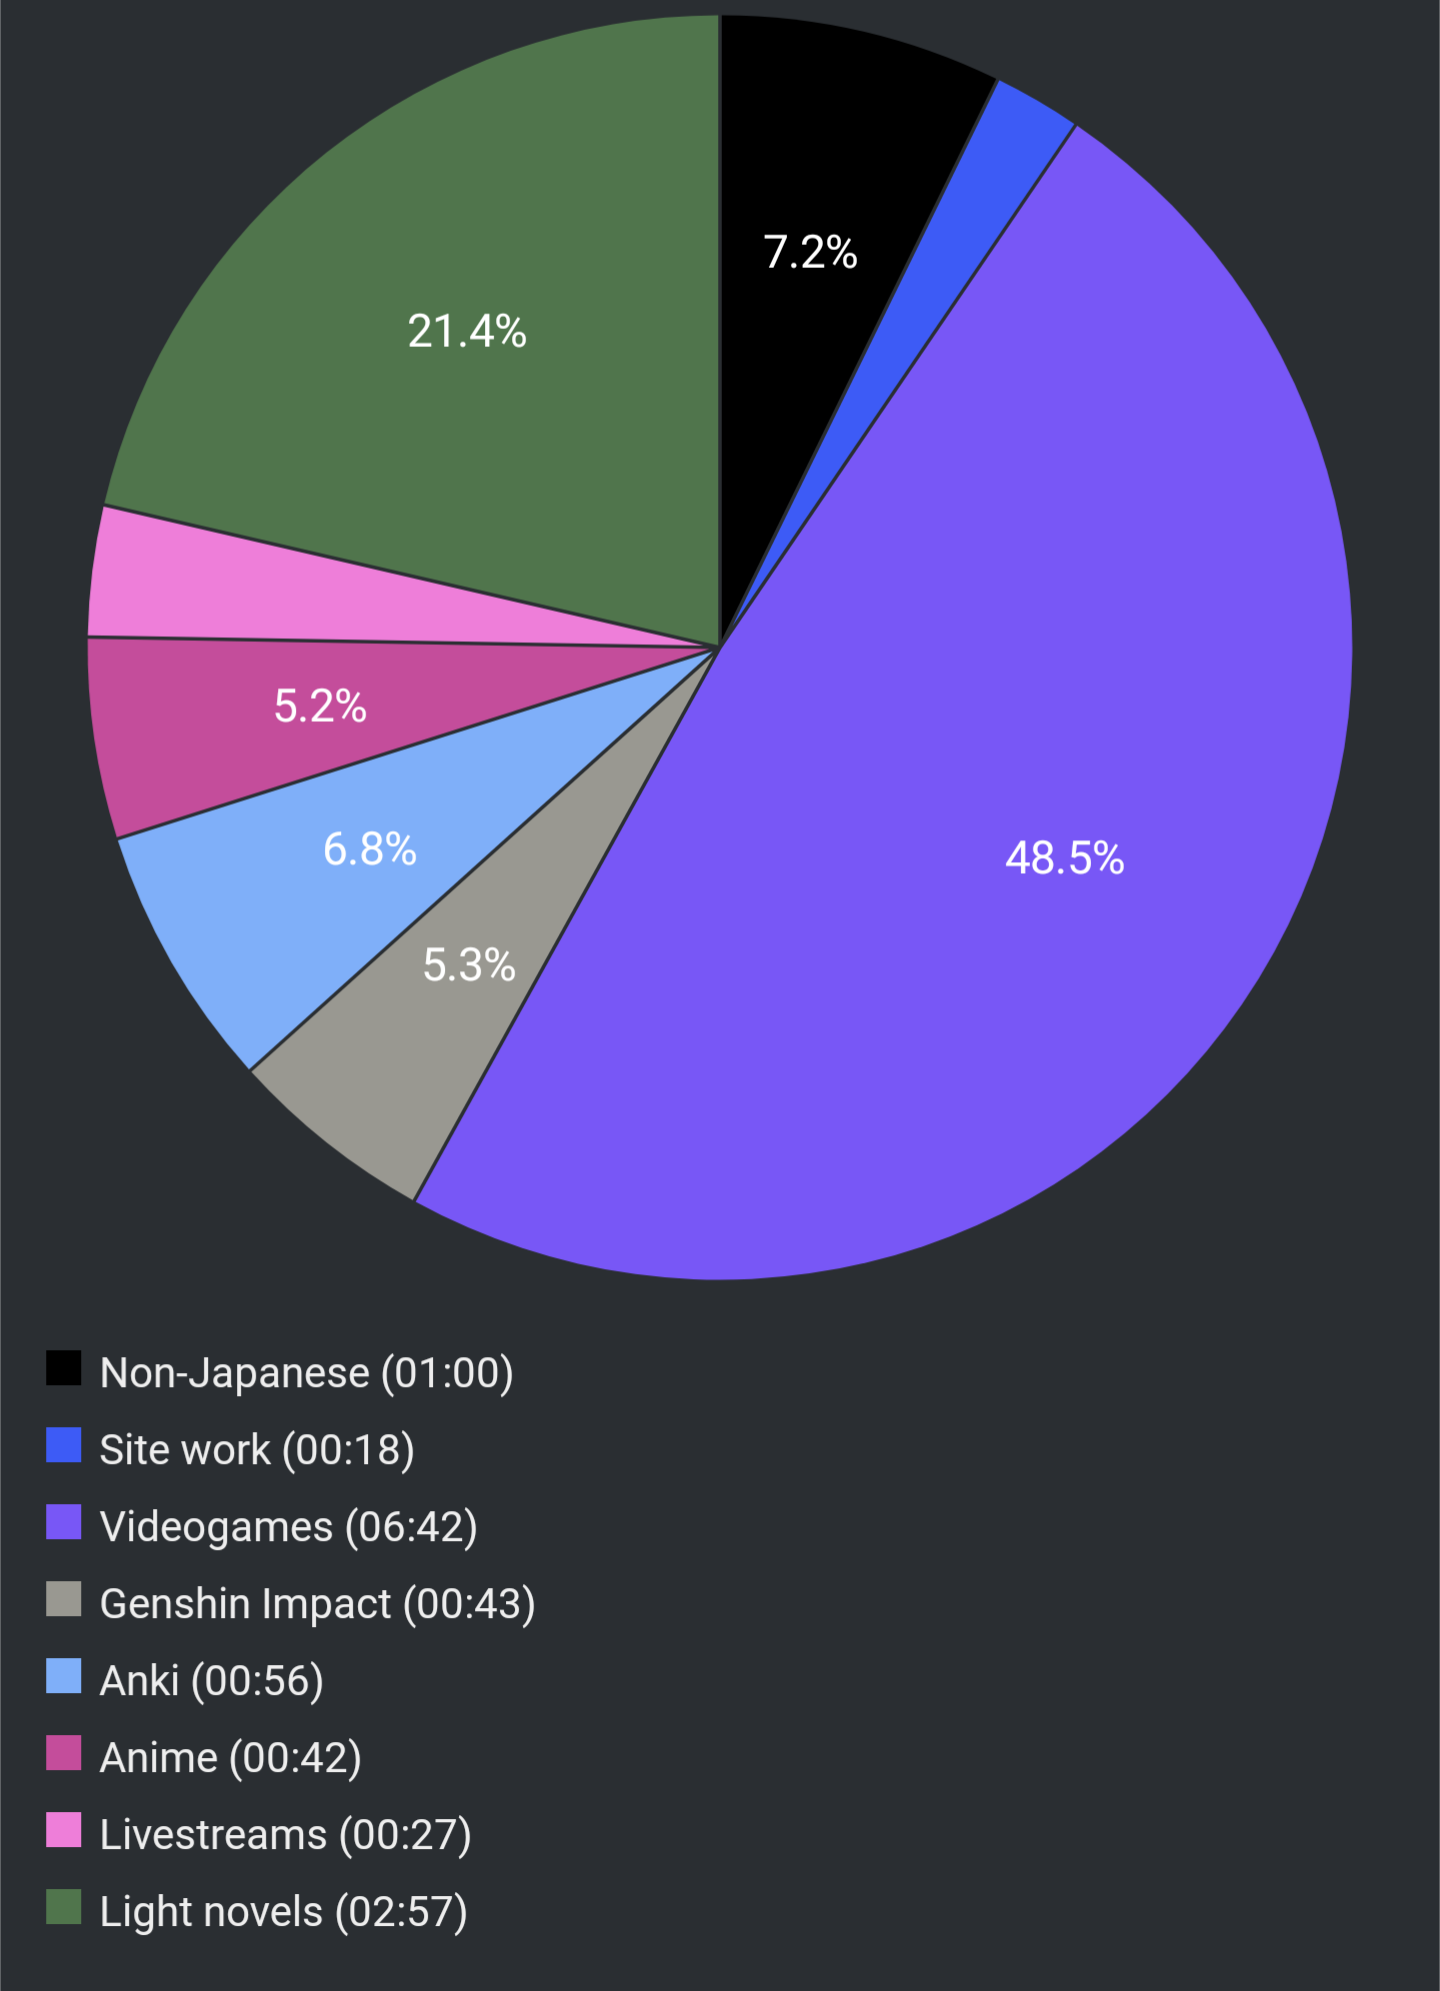 7.2%
21.4%
5.2%
6.8%
48.5%
5.3%
Non-Japanese (01:00)
Site work (00:18)
Videogames (06:42)
Genshin Impact (00:43)
Anki (00:56)
Anime (00:42)
Livestreams (00:27)
Light novels (02:57)